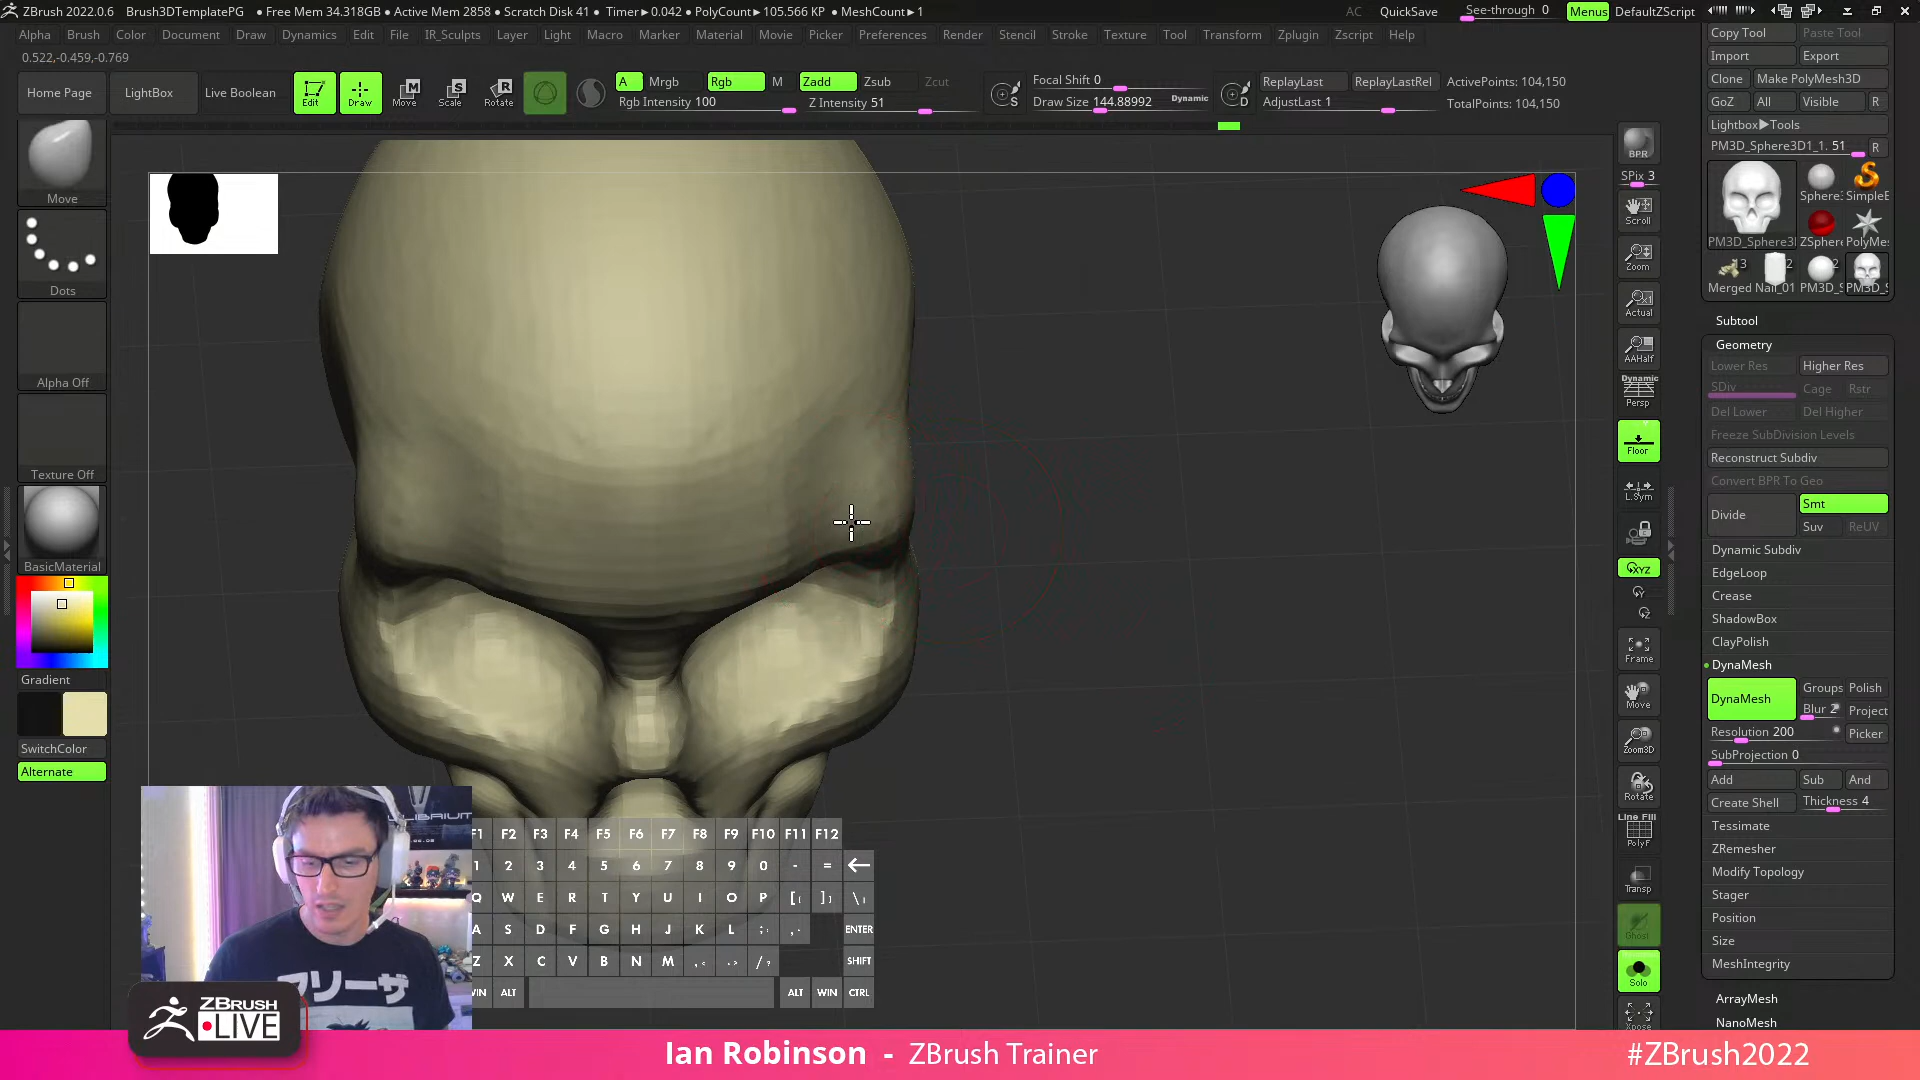 ZBrush 2022.0.6 Brush3DTemplatePG • Free Mem 34.318GB • Active Mem 2858 • Scratch Disk 41 • Timer▶0.042 • PolyCount▶105.566 KP • MeshCount▶1 AC QuickSave See-through 0 Menus DefaultZScript
Alpha Brush Color Document Draw Dynamics Edit File IR_Sculpts Layer Light Macro Marker Material Movie Picker Preferences Render Stencil Stroke Texture Tool Transform Zplugin Zscript Help
0.522,-0.459,-0.769
Home Page LightBox Live Boolean Edit Draw Move Scale Rotate
A Mrgb Rgb M Zadd Zsub Zcut
Rgb Intensity 100 Z Intensity 51
Focal Shift 0
Draw Size 144.88992 Dynamic
S D
ReplayLast ReplayLastRel ActivePoints: 104,150
AdjustLast 1 TotalPoints: 104,150
Move
Dots
Alpha Off
Texture Off
BasicMaterial
Gradient
SwitchColor
Alternate
BPR
SPix 3
Scroll
Zoom
Actual
AAHalf
Dynamic
Persp
Floor
L.Sym
XYZ
Frame
Move
Zoom3D
Rotate
Line Fill
PolyF
Transp
Ghost
Solo
Xpose
Copy Tool Paste Tool
Import Export
Clone Make PolyMesh3D
GoZ All Visible R
Lightbox▶Tools
PM3D_Sphere3D1_1. 51 R
PM3D_Sphere3 Sphere SimpleB
ZSphere PolyMes
13 2 2
Merged Nail_01 PM3D_S PM3D_S
Subtool
Geometry
Lower Res Higher Res
SDiv Cage Rstr
Del Lower Del Higher
Freeze SubDivision Levels
Reconstruct Subdiv
Convert BPR To Geo
Divide Smt
Suv ReUV
Dynamic Subdiv
EdgeLoop
Crease
ShadowBox
ClayPolish
DynaMesh
DynaMesh Groups Polish
Blur 2 Project
Resolution 200 Picker
SubProjection 0
Add Sub And
Create Shell Thickness 4
Tessimate
ZRemesher
Modify Topology
Stager
Position
Size
MeshIntegrity
ArrayMesh
NanoMesh
F1 F2 F3 F4 F5 F6 F7 F8 F9 F10 F11 F12
1 2 3 4 5 6 7 8 9 0 - = ←
Q W E R T Y U I O P [ ] \
A S D F G H J K L ; ENTER
Z X C V B N M , . / SHIFT
WIN ALT ALT WIN CTRL
フリーザ
ZBRUSH
LIVE
Ian Robinson - ZBrush Trainer
#ZBrush2022